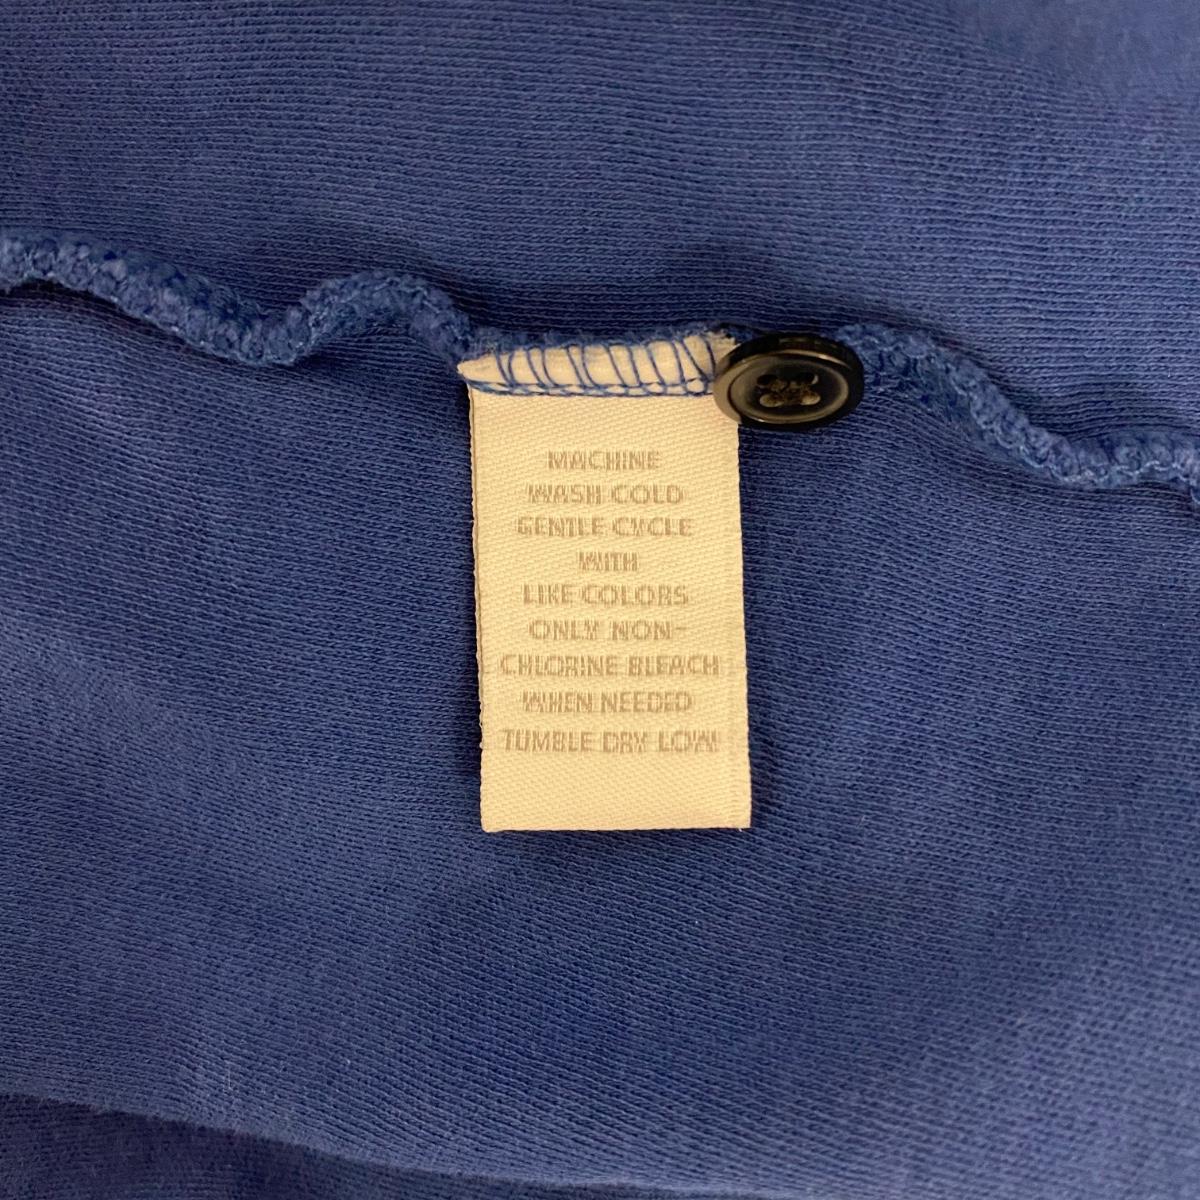 MACHINE
WASH COLD
GENTLE CYCLE
WITH
LIKE COLORS
ONLY NON-
CHLORINE BLEACH
WHEN NEEDED
TUMBLE DRY LOW